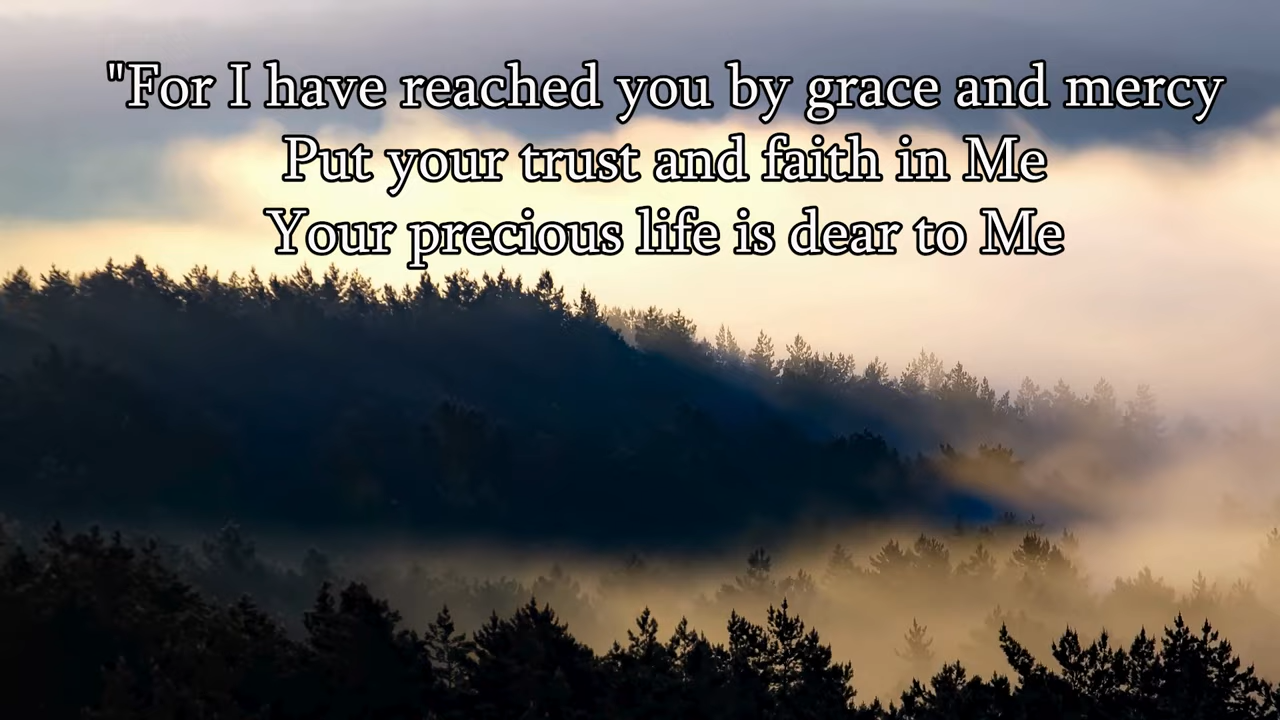 "For I have reached you by grace and mercy
Put your trust and faith in Me
Your precious life is dear to Me